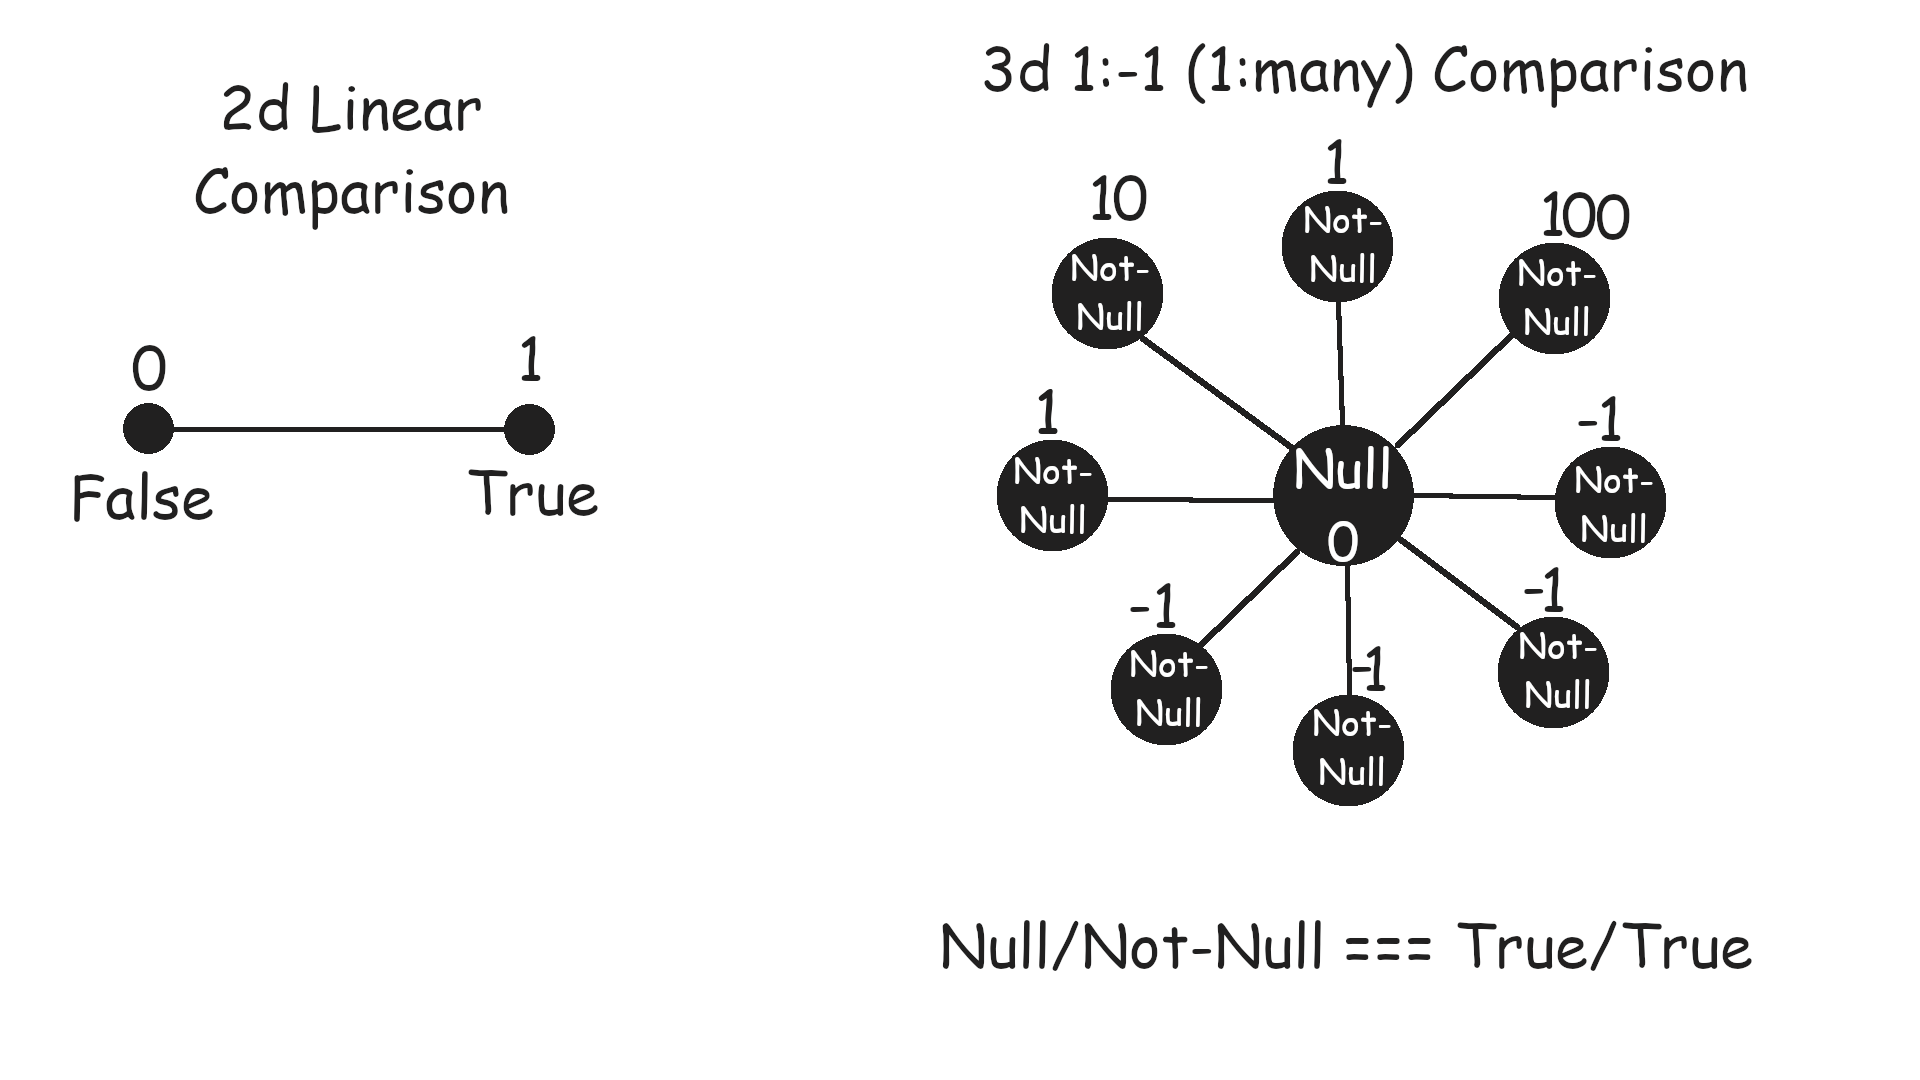 2d Linear
Comparison
0
1
False
True
3d 1:-1 (1:many) Comparison
1
10
100
Not-
Null
Not-
Null
Not-
Null
1
-1
Not-
Null
Null
0
Not-
Null
-1
-1
Not-
Null
Not-
Null
-1
Not-
Null
Null/Not-Null === True/True